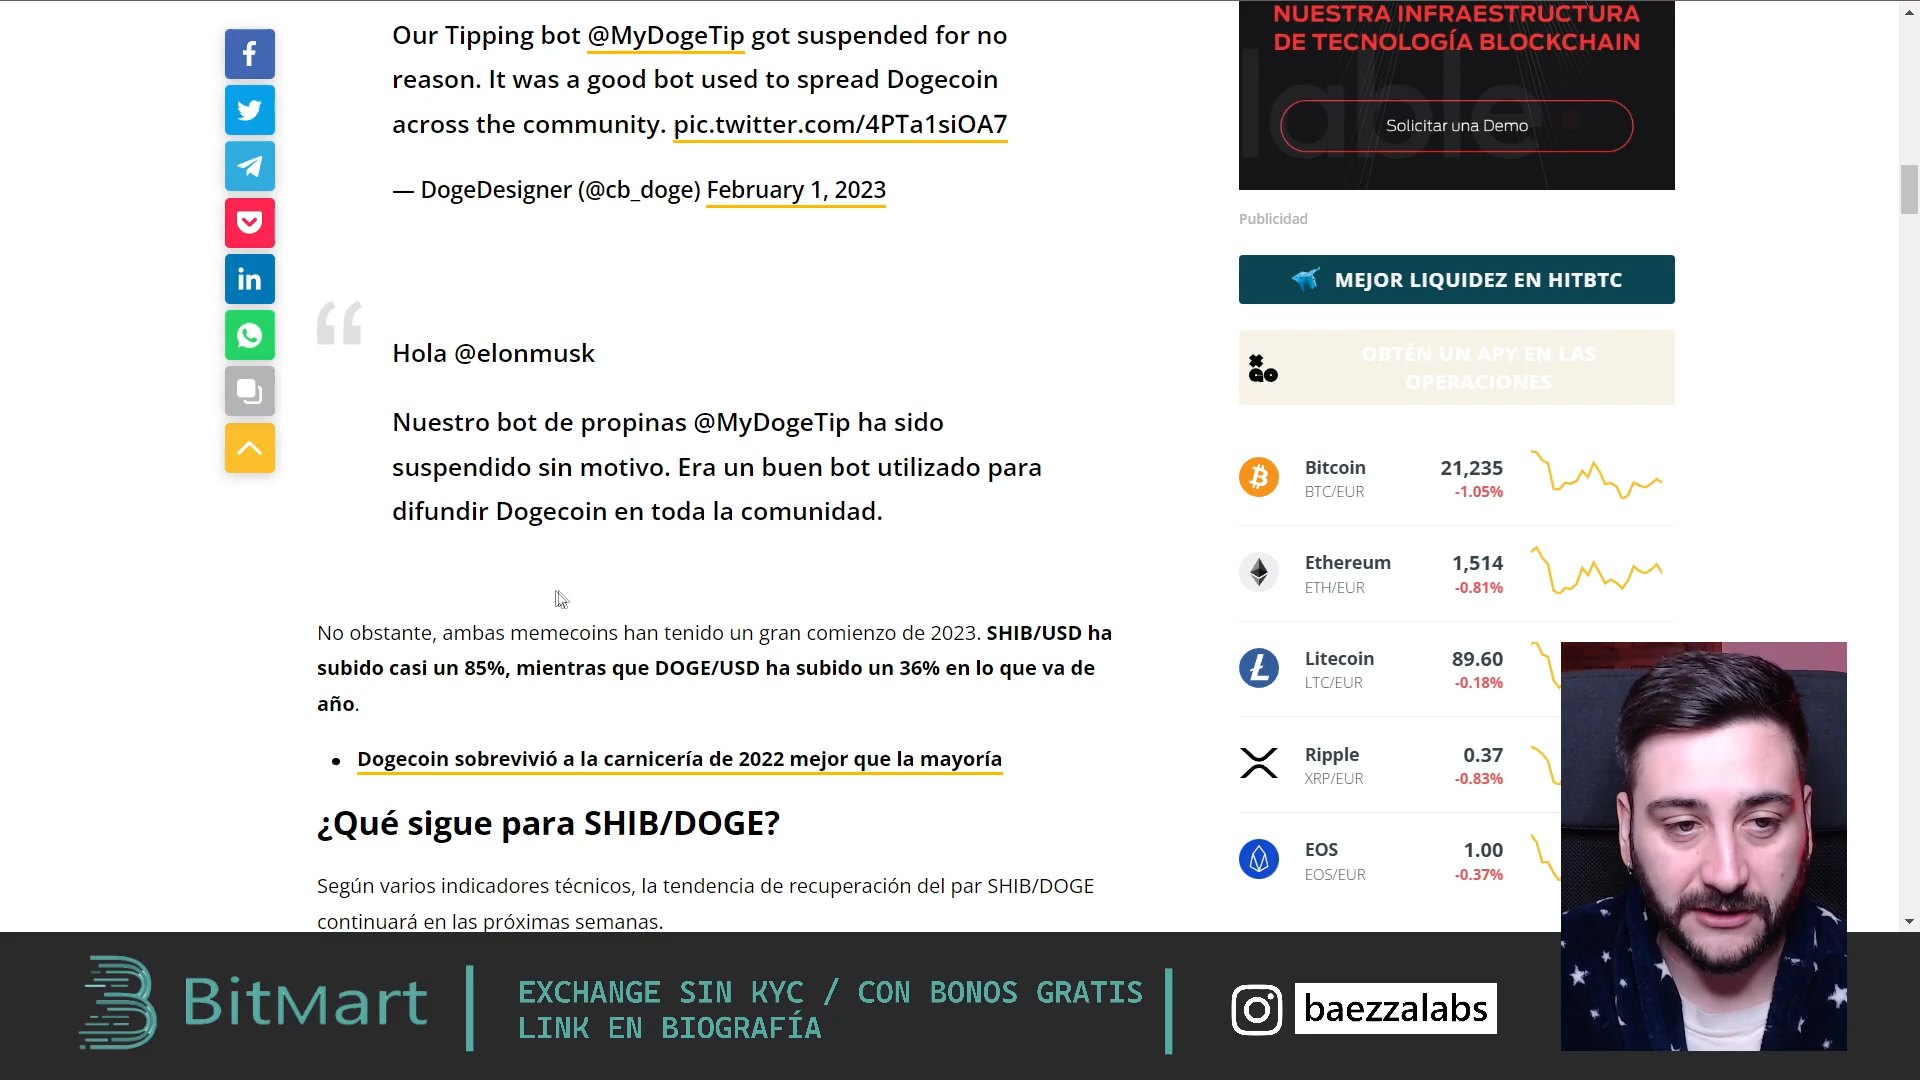 Our Tipping bot @MyDogeTip got suspended for no
reason. It was a good bot used to spread Dogecoin
across the community. pic.twitter.com/4PTa1siOA7
— DogeDesigner (@cb_doge) February 1, 2023
Hola @elonmusk
Nuestro bot de propinas @MyDogeTip ha sido
suspendido sin motivo. Era un buen bot utilizado para
difundir Dogecoin en toda la comunidad.
No obstante, ambas memecoins han tenido un gran comienzo de 2023. SHIB/USD ha
subido casi un 85%, mientras que DOGE/USD ha subido un 36% en lo que va de
año.
Dogecoin sobrevivió a la carnicería de 2022 mejor que la mayoría
¿Qué sigue para SHIB/DOGE?
Según varios indicadores técnicos, la tendencia de recuperación del par SHIB/DOGE
continuará en las próximas semanas.
NUESTRA INFRAESTRUCTURA
DE TECNOLOGÍA BLOCKCHAIN
lable
Solicitar una Demo
Publicidad
MEJOR LIQUIDEZ EN HITBTC
GO
OBTÉN UN APY EN LAS
OPERACIONES
Bitcoin 21,235
BTC/EUR -1.05%
Ethereum 1,514
ETH/EUR -0.81%
Litecoin 89.60
LTC/EUR -0.18%
Ripple 0.37
XRP/EUR -0.83%
EOS 1.00
EOS/EUR -0.37%
BitMart
EXCHANGE SIN KYC / CON BONOS GRATIS
LINK EN BIOGRAFÍA
baezzalabs